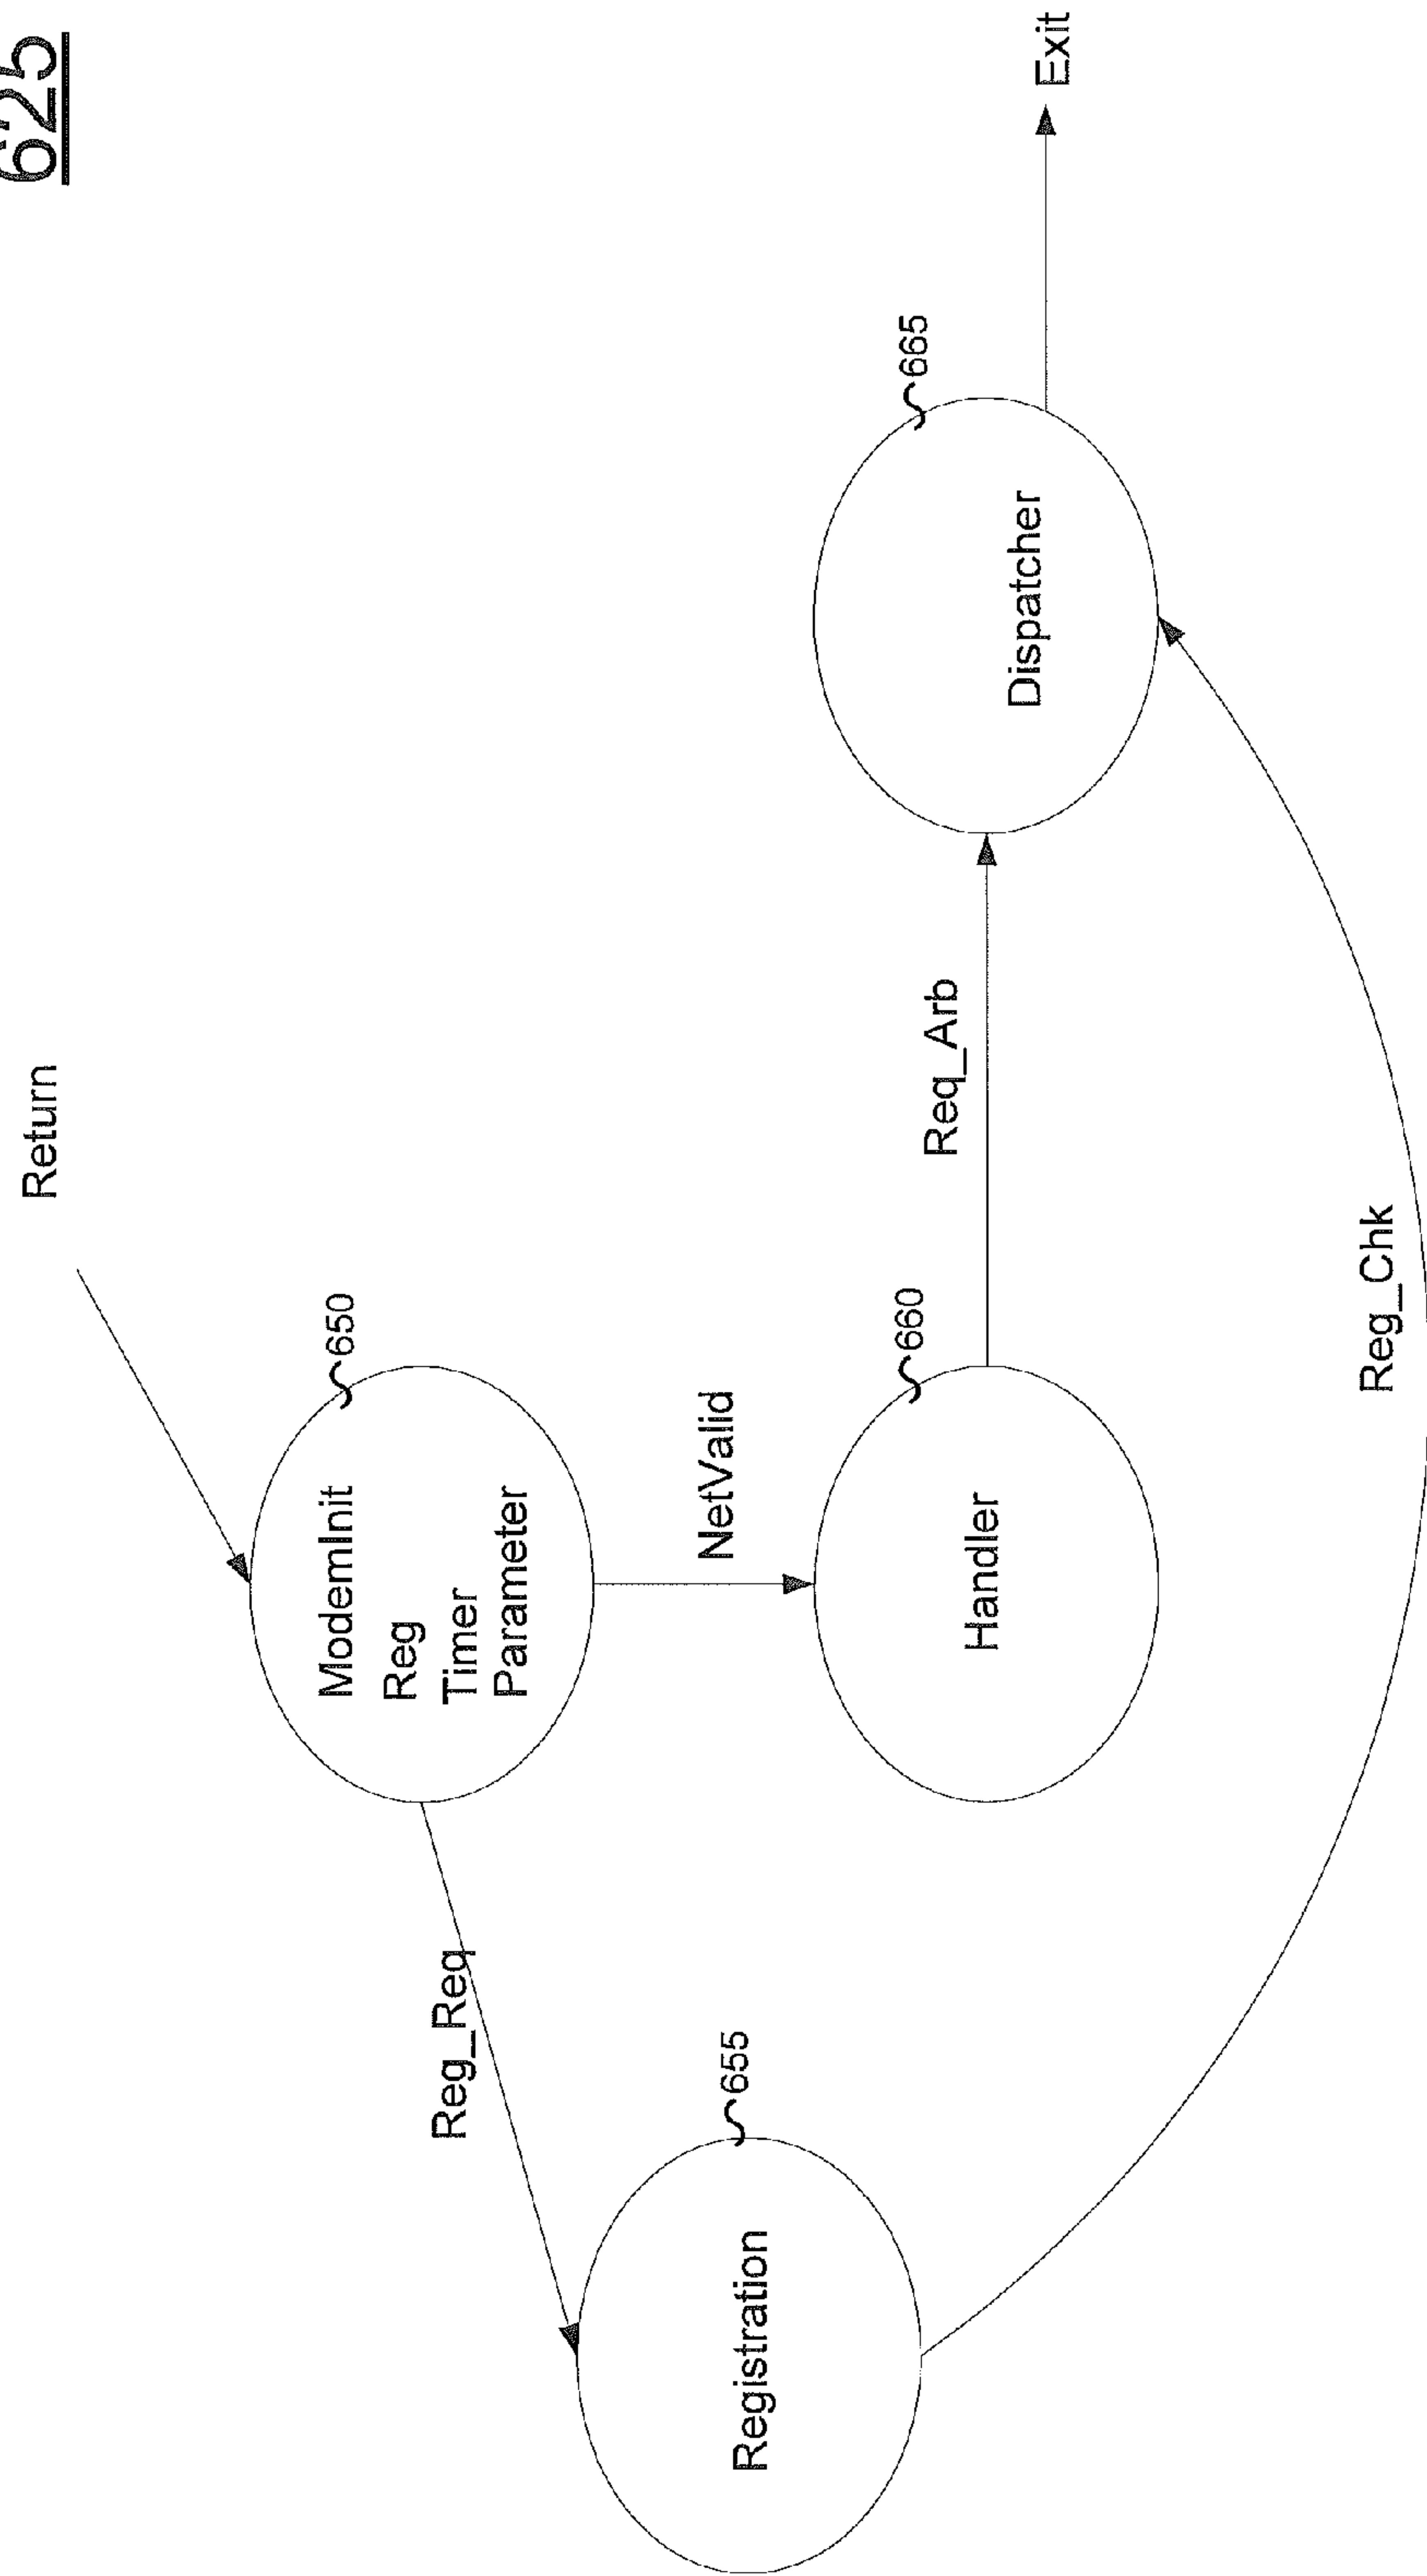 625
Return
650
ModemInit
Reg
Timer
Parameter
Reg_Req
NetValid
655
Registration
660
Handler
Req_Arb
665
Dispatcher
Exit
Reg_Chk